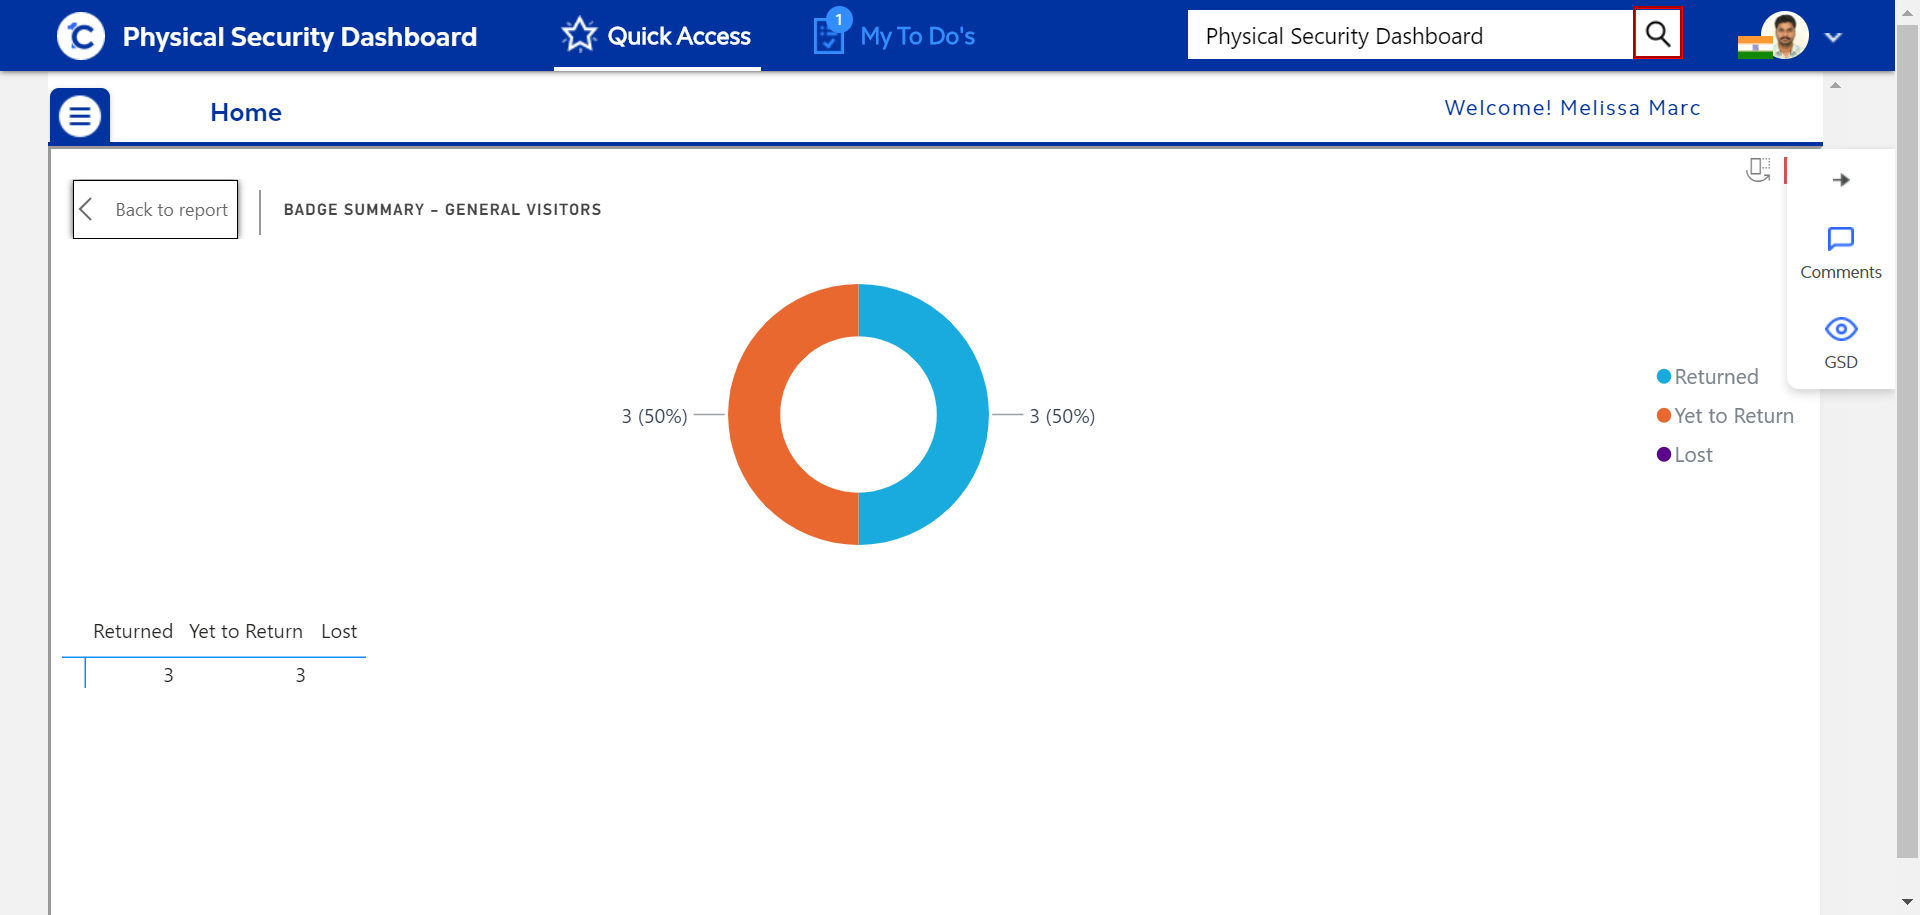 Physical Security Dashboard
Quick Access
1
My To Do's
Physical Security Dashboard
Home
Welcome! Melissa Marc
Back to report
BADGE SUMMARY – GENERAL VISITORS
Comments
GSD
3 (50%)
3 (50%)
Returned
Yet to Return
Lost
Returned Yet to Return Lost
3 3